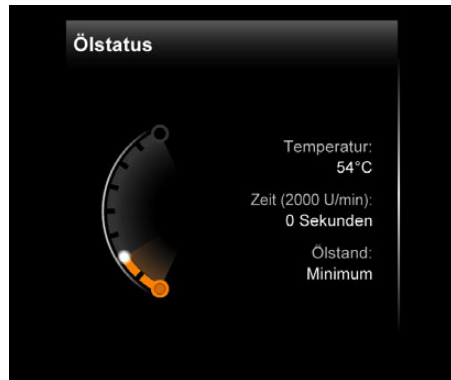 Ölstatus
Temperatur:
54°C
Zeit (2000 U/min):
0 Sekunden
Ölstand:
Minimum